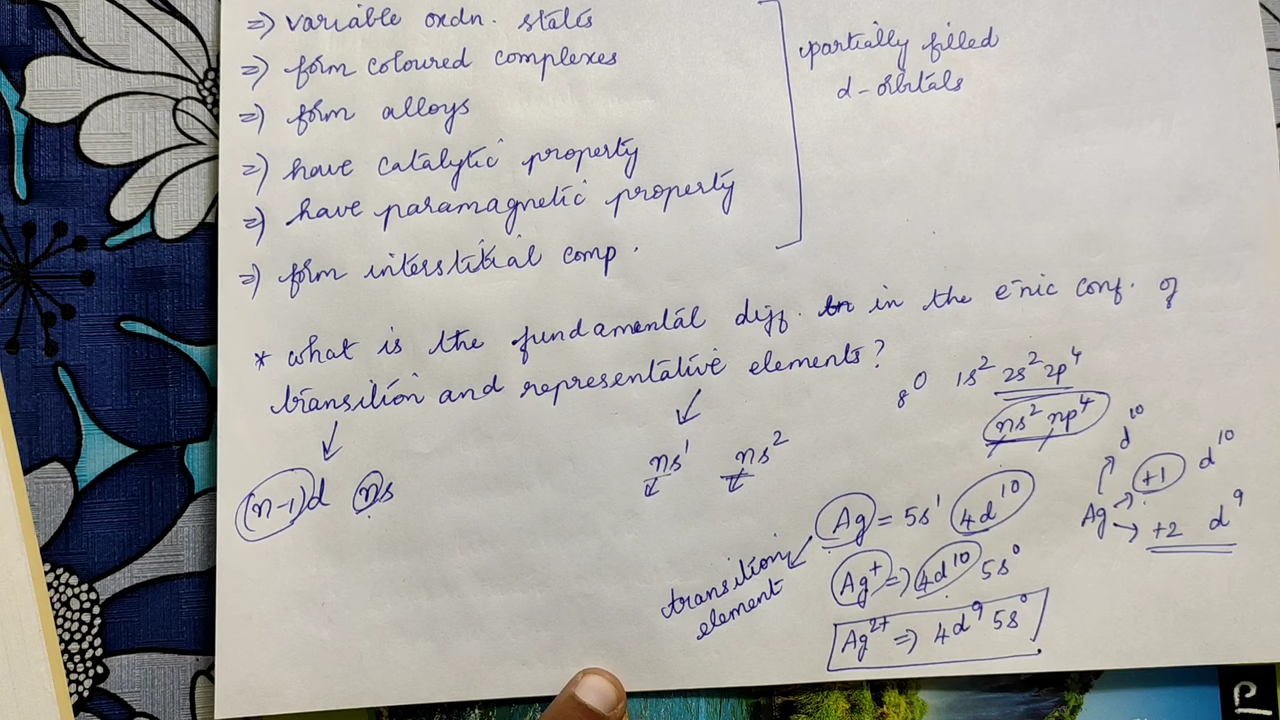 ⇒) variable oxdn. states
⇒) form coloured complexes
⇒) form alloys
⇒) have catalytic property
⇒) have paramagnetic property
⇒) form interstitial comp.
partially filled
d-orbitals
* what is the fundamental diff. in the e⁻nic conf. of
transition and representative elements?
(n-1)d ns
ns¹ ns²
₈O 1s² 2s² 2p⁴
ns² np⁴
Ag = 5s¹ 4d¹⁰
transition
element
Ag⁺ ⇒) 4d¹⁰ 5s⁰
Ag²⁺ ⇒) 4d⁹ 5s⁰
d¹⁰
Ag → +1 d¹⁰
→ +2 d⁹